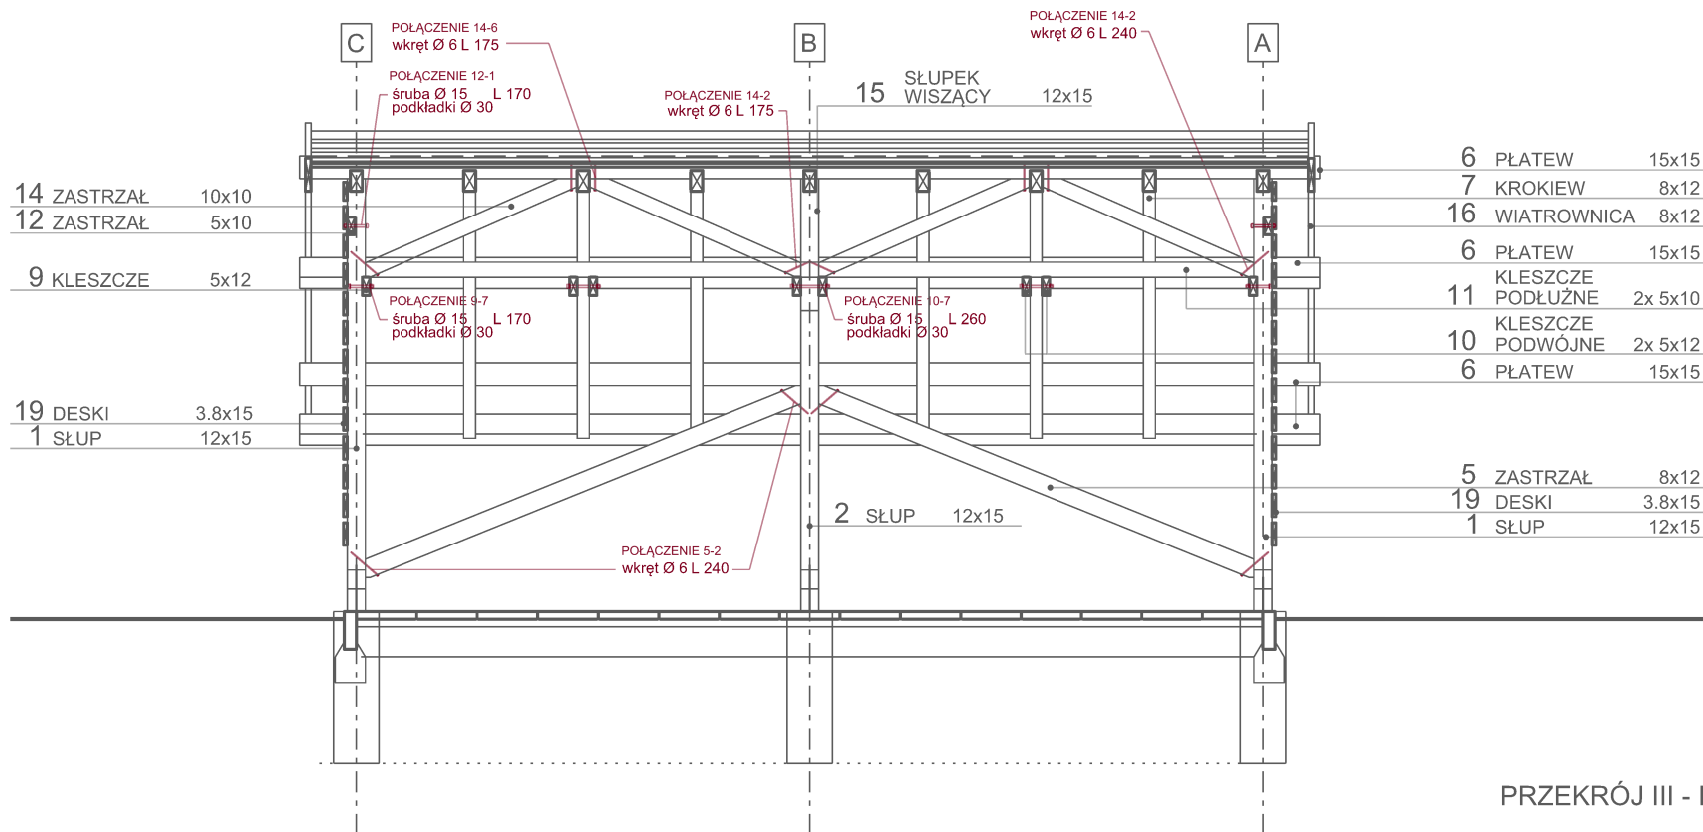 C
B
A
POŁĄCZENIE 14-6
wkręt Ø 6 L 175
POŁĄCZENIE 12-1
śruba Ø 15 L 170
podkładki Ø 30
POŁĄCZENIE 14-2
wkręt Ø 6 L 175
15 SŁUPEK WISZĄCY 12x15
POŁĄCZENIE 14-2
wkręt Ø 6 L 240
14 ZASTRZAŁ 10x10
12 ZASTRZAŁ 5x10
9 KLESZCZE 5x12
19 DESKI 3.8x15
1 SŁUP 12x15
POŁĄCZENIE 9-7
śruba Ø 15 L 170
podkładki Ø 30
POŁĄCZENIE 10-7
śruba Ø 15 L 260
podkładki Ø 30
POŁĄCZENIE 5-2
wkręt Ø 6 L 240
2 SŁUP 12x15
6 PŁATEW 15x15
7 KROKIEW 8x12
16 WIATROWNICA 8x12
6 PŁATEW 15x15
KLESZCZE
11 PODŁUŻNE 2x 5x10
KLESZCZE
10 PODWÓJNE 2x 5x12
6 PŁATEW 15x15
5 ZASTRZAŁ 8x12
19 DESKI 3.8x15
1 SŁUP 12x15
PRZEKRÓJ III - I